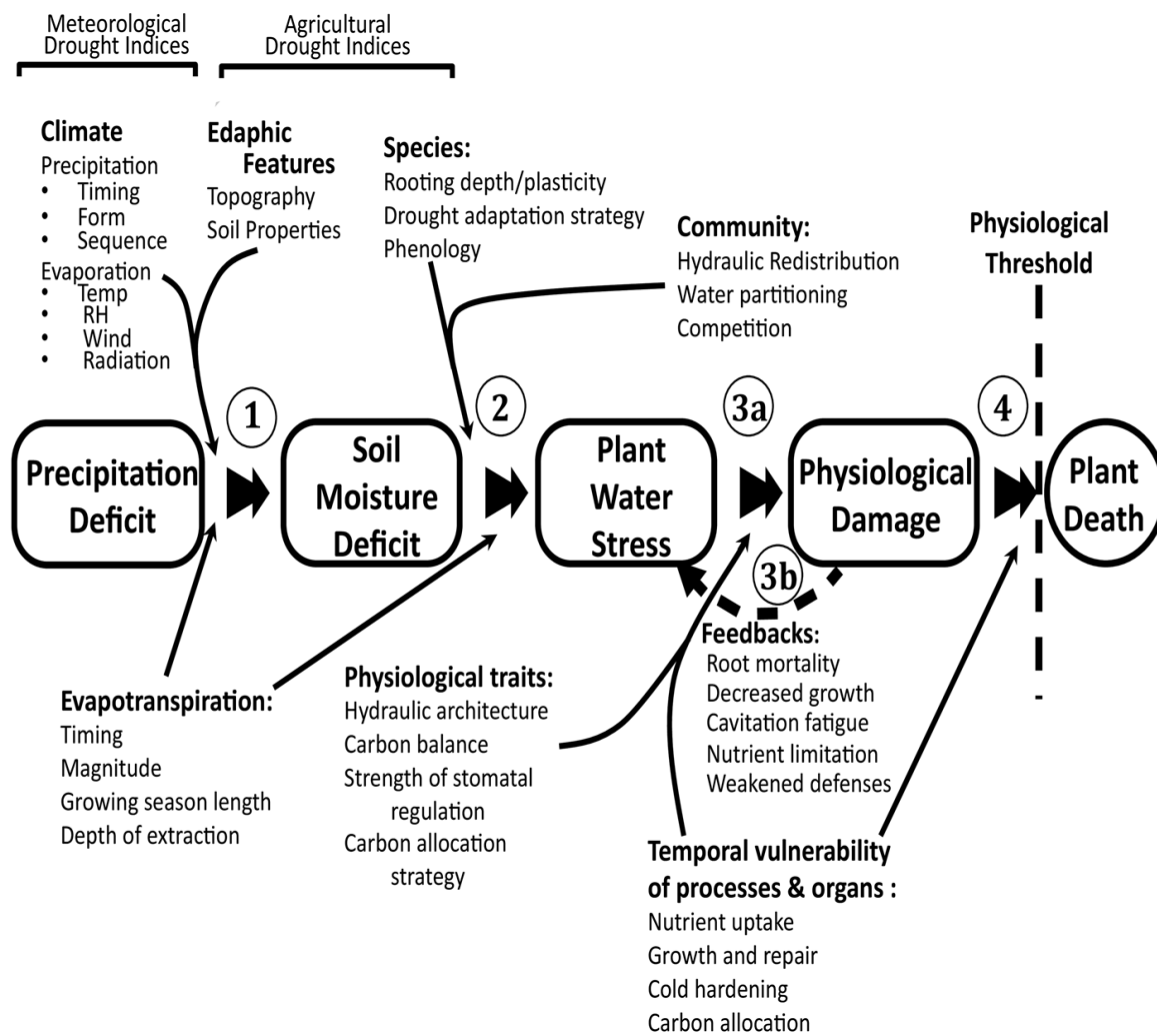 Meteorological
Drought Indices
Agricultural
Drought Indices
Climate
Precipitation
• Timing
• Form
• Sequence
Evaporation
• Temp
• RH
• Wind
• Radiation
Edaphic
Features
Topography
Soil Properties
Species:
Rooting depth/plasticity
Drought adaptation strategy
Phenology
Community:
Hydraulic Redistribution
Water partitioning
Competition
Physiological
Threshold
1
2
3a
4
Precipitation
Deficit
Soil
Moisture
Deficit
Plant
Water
Stress
Physiological
Damage
Plant
Death
3b
Feedbacks:
Root mortality
Decreased growth
Cavitation fatigue
Nutrient limitation
Weakened defenses
Evapotranspiration:
Timing
Magnitude
Growing season length
Depth of extraction
Physiological traits:
Hydraulic architecture
Carbon balance
Strength of stomatal
regulation
Carbon allocation
strategy
Temporal vulnerability
of processes & organs :
Nutrient uptake
Growth and repair
Cold hardening
Carbon allocation